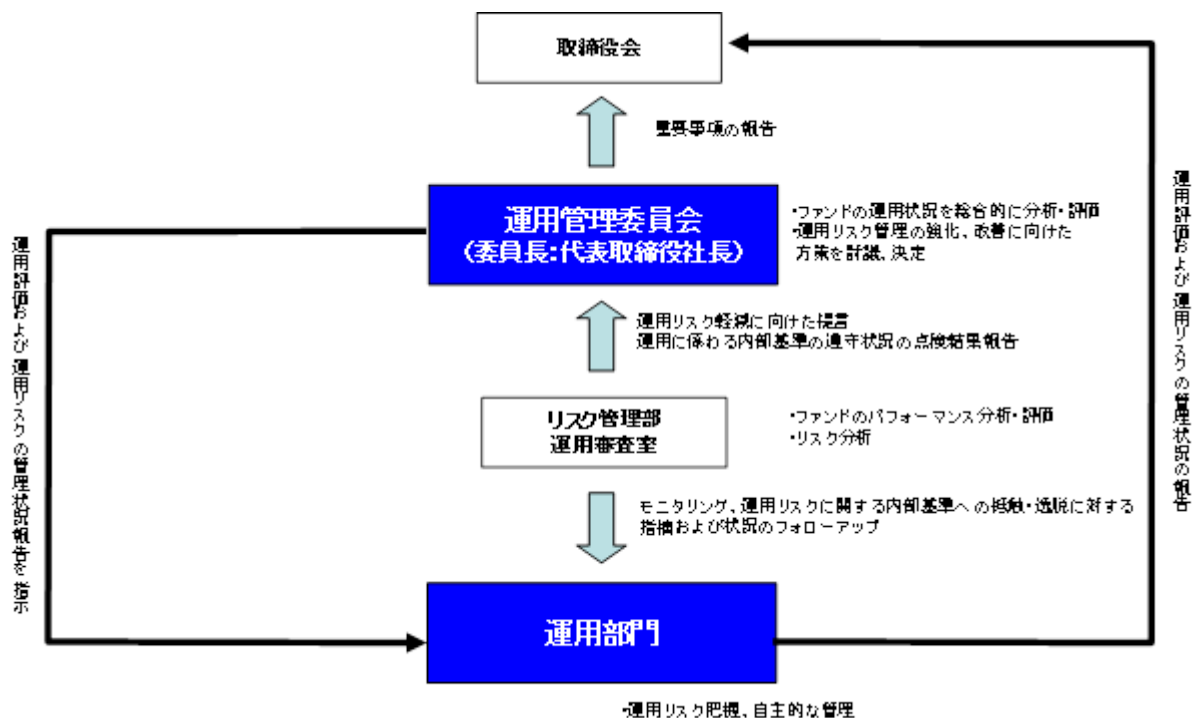 取締役会
重要事項の報告
運用管理委員会
（委員長：代表取締役社長）
・ファンドの運用状況を総合的に分析・評価
・運用リスク管理の強化、改善に向けた
方策を討議、決定
運用リスク軽減に向けた提言
運用に係わる内部基準の遵守状況の点検結果報告
リスク管理部
運用審査室
・ファンドのパフォーマンス分析・評価
・リスク分析
モニタリング、運用リスクに関する内部基準への抵触・逸脱に対する
指摘および状況のフォローアップ
運用部門
・運用リスク把握、自主的な管理
運用評価および運用リスクの管理状況報告を指示
運用評価および運用リスクの管理状況の報告